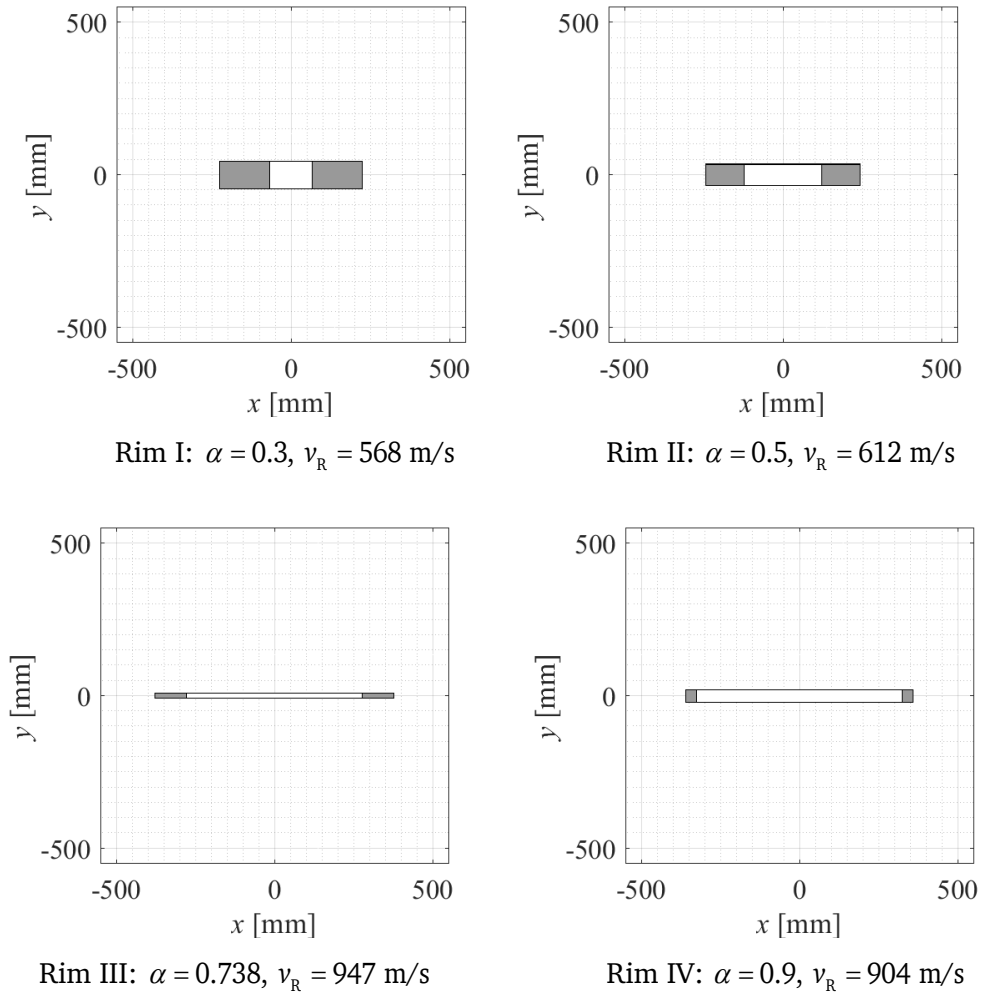 500
0
-500
y [mm]
-500 0 500
x [mm]
Rim I: α = 0.3, v_R = 568 m/s
500
0
-500
y [mm]
-500 0 500
x [mm]
Rim II: α = 0.5, v_R = 612 m/s
500
0
-500
y [mm]
-500 0 500
x [mm]
Rim III: α = 0.738, v_R = 947 m/s
500
0
-500
y [mm]
-500 0 500
x [mm]
Rim IV: α = 0.9, v_R = 904 m/s